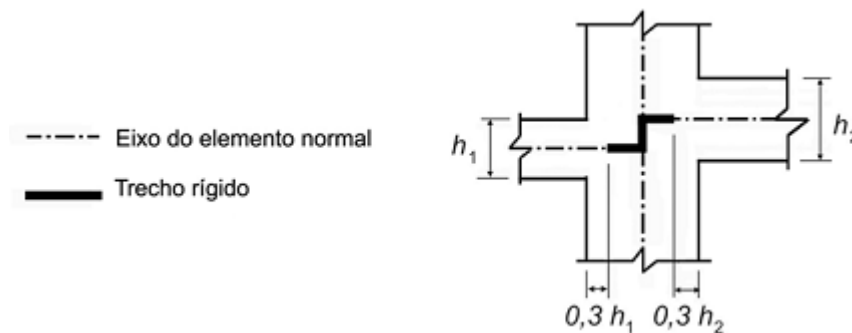 Eixo do elemento normal
Trecho rígido
h₁
h₂
0,3 h₁
0,3 h₂